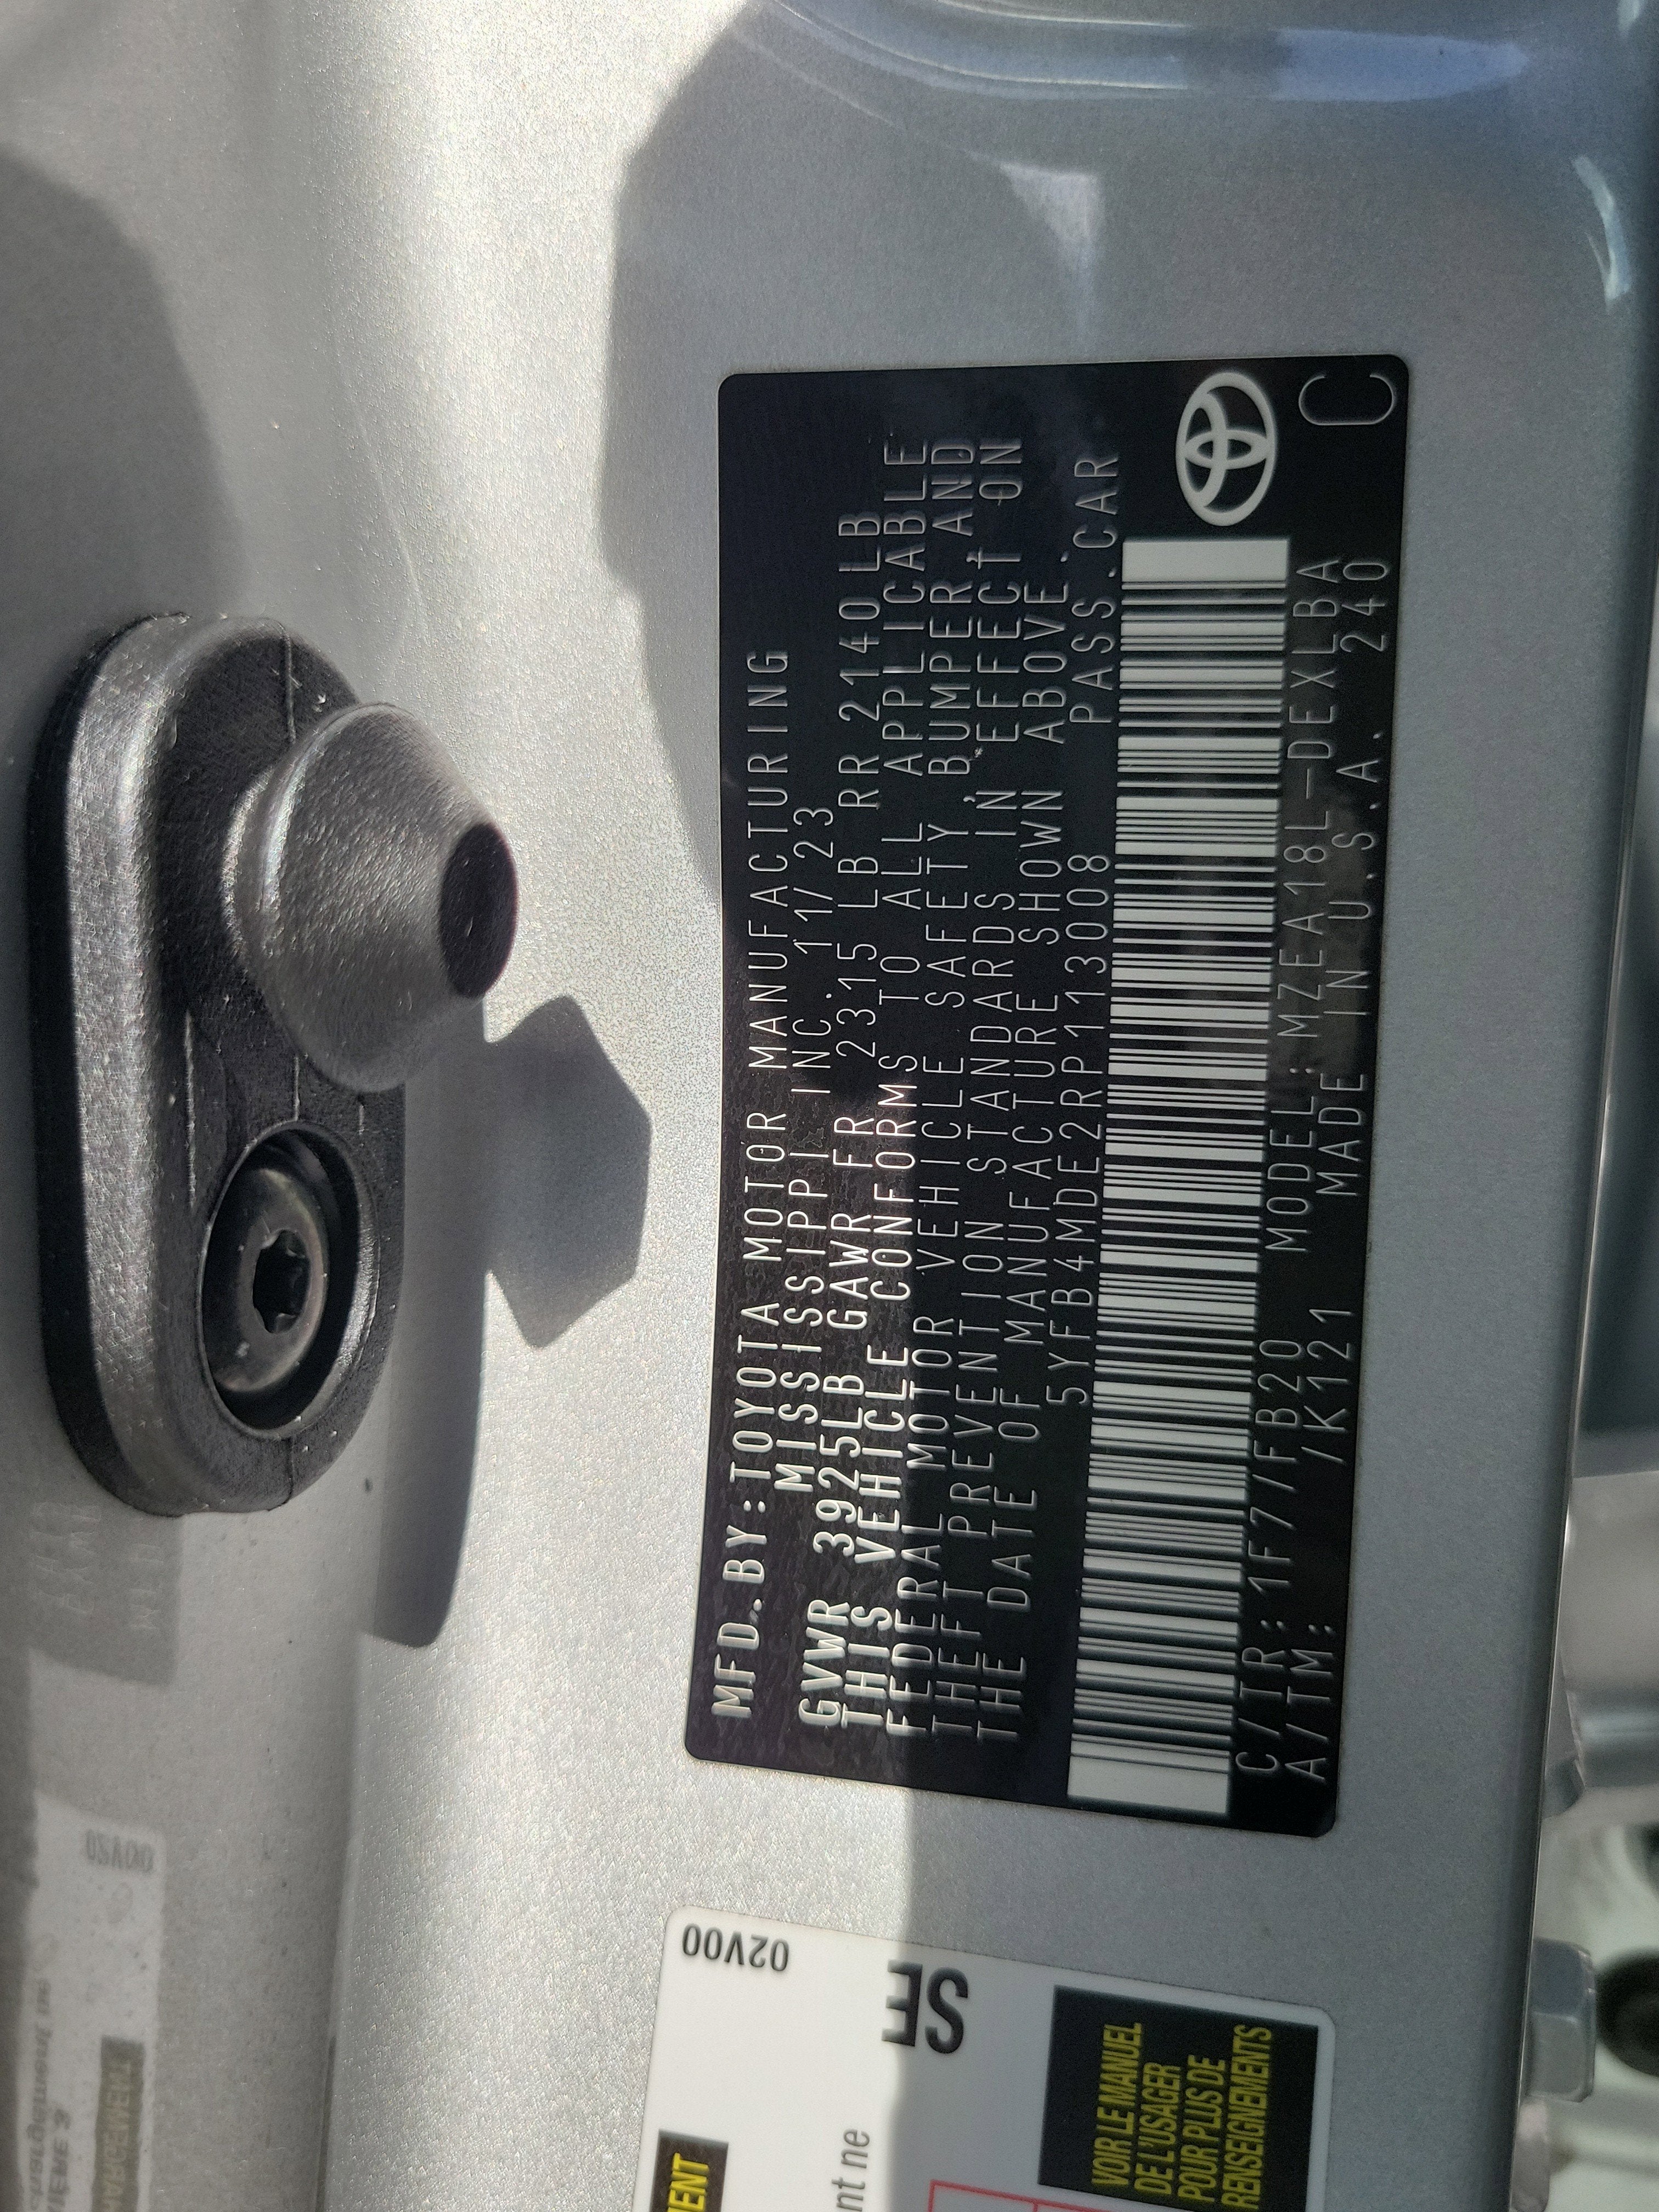 MFD.BY:TOYOTA MOTOR MANUFACTURING
MISSISSIPPI INC. 11/23
GVWR 3925LB GAWR FR 2315 LB RR 2140LB
THIS VEHICLE CONFORMS TO ALL APPLICABLE
FEDERAL MOTOR VEHICLE SAFETY, BUMPER, AND
THEFT PREVENTION STANDARDS IN EFFECT ON
THE DATE OF MANUFACTURE SHOWN ABOVE.
5YFB4MDE2RP113008 PASS.CAR
C/TR: 1F7/FB20 MODEL: MZEA18L-DEXLBA
A/TM: /K121 MADE IN U.S.A. 240
C
02V00
SE
nt ne
VOIR LE MANUEL
DE L'USAGER
POUR PLUS DE
RENSEIGNEMENTS
02V00